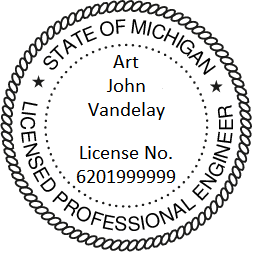 STATE OF MICHIGAN
Art
John
Vandelay
License No.
6201999999
LICENSED PROFESSIONAL ENGINEER